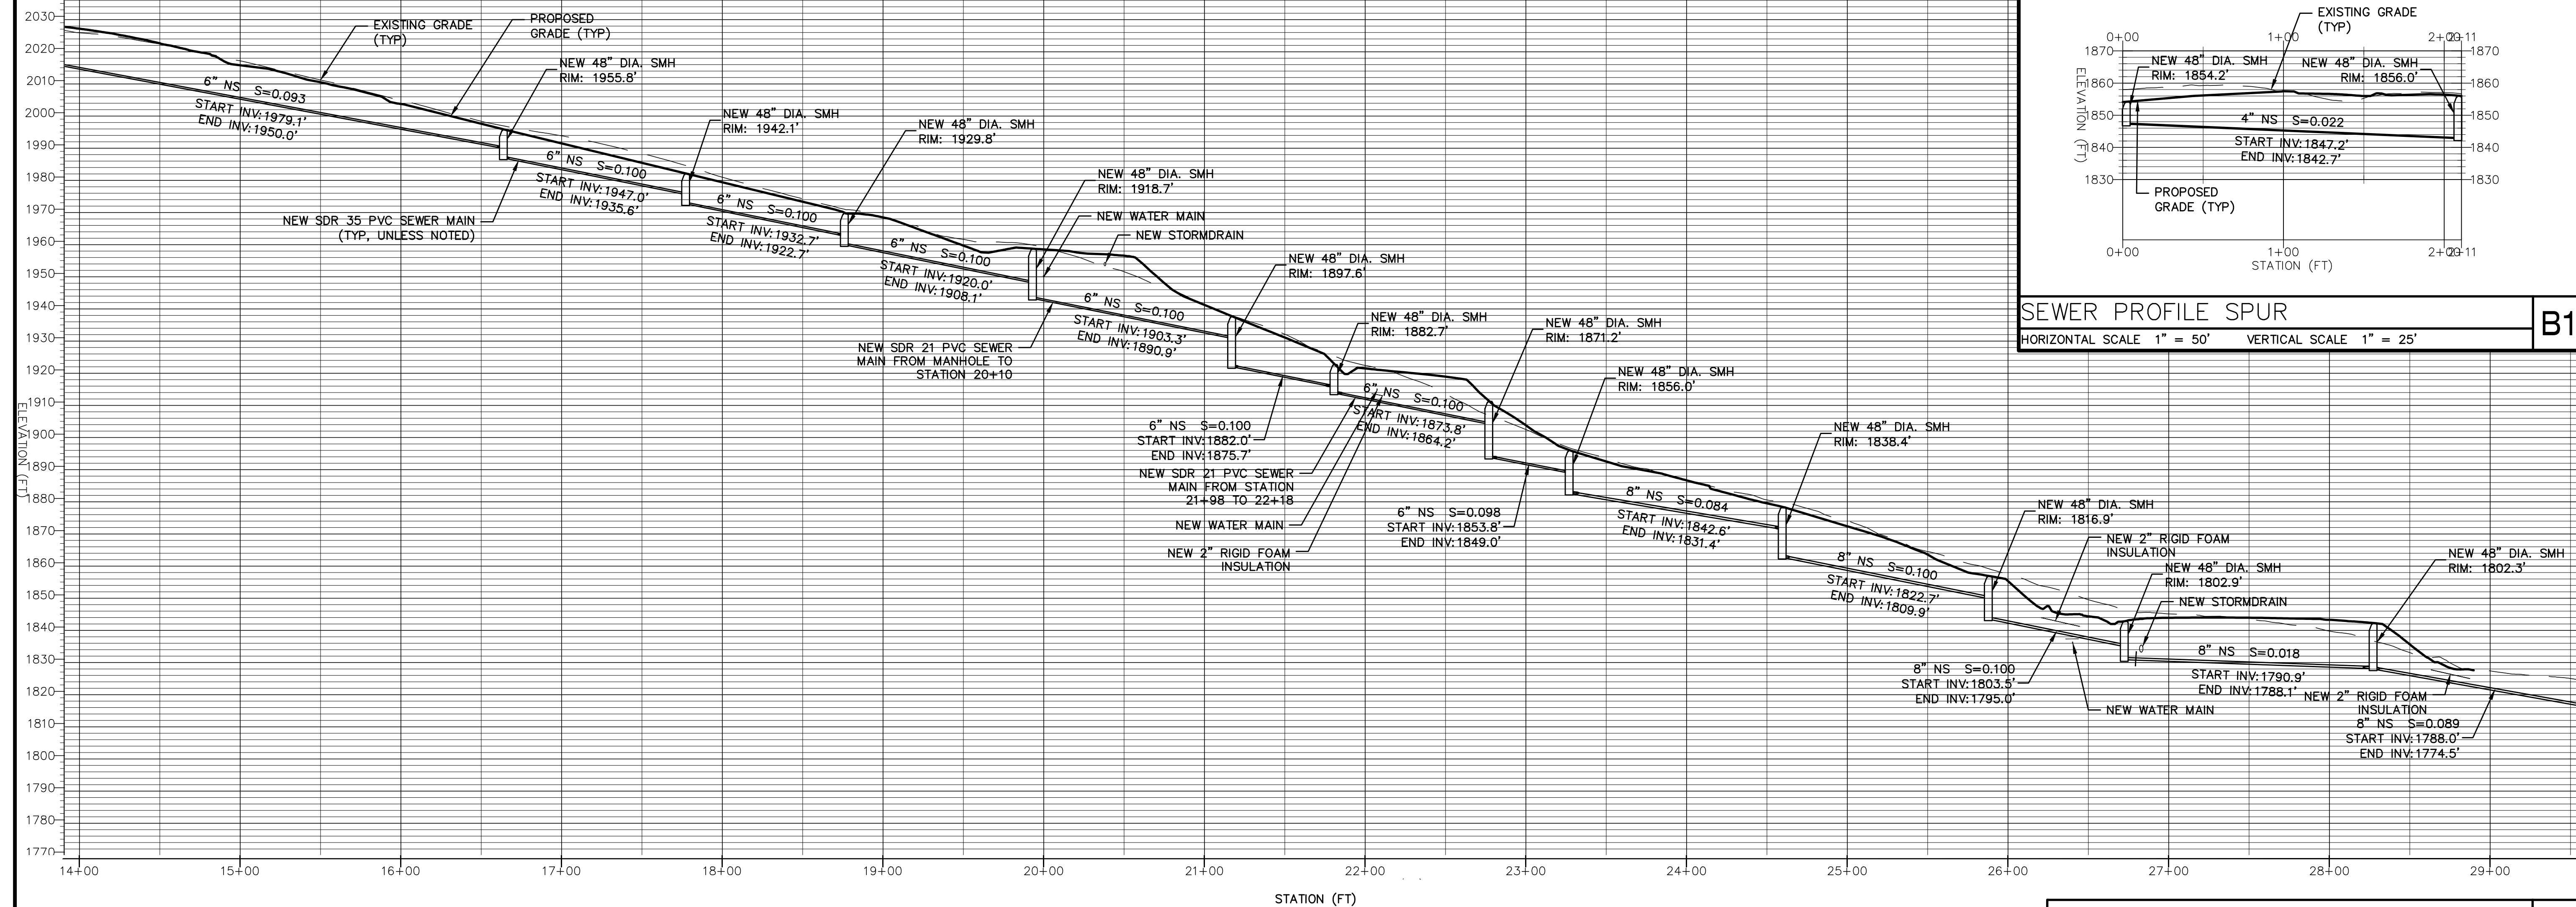 2030
2020
2010
2000
1990
1980
1970
1960
1950
1940
1930
1920
1910
1900
1890
1880
1870
1860
1850
1840
1830
1820
1810
1800
1790
1780
1770
ELEVATION (FT)
EXISTING GRADE
(TYP)
PROPOSED
GRADE (TYP)
6" NS S=0.093
START INV:1979.1'
END INV:1950.0'
NEW 48" DIA. SMH
RIM: 1955.8'
NEW SDR 35 PVC SEWER MAIN
(TYP, UNLESS NOTED)
6" NS S=0.100
START INV:1947.0'
END INV:1935.6'
NEW 48" DIA. SMH
RIM: 1942.1'
6" NS S=0.100
START INV:1932.7'
END INV:1922.7'
NEW 48" DIA. SMH
RIM: 1929.8'
6" NS S=0.100
START INV:1920.0'
END INV:1908.1'
NEW 48" DIA. SMH
RIM: 1918.7'
NEW WATER MAIN
NEW STORMDRAIN
NEW SDR 21 PVC SEWER
MAIN FROM MANHOLE TO
STATION 20+10
6" NS S=0.100
START INV:1903.3'
END INV:1890.9'
NEW 48" DIA. SMH
RIM: 1897.6'
6" NS S=0.100
START INV:1882.0'
END INV:1875.7'
NEW 48" DIA. SMH
RIM: 1882.7'
NEW SDR 21 PVC SEWER
MAIN FROM STATION
21+98 TO 22+18
NEW WATER MAIN
NEW 2" RIGID FOAM
INSULATION
6" NS S=0.100
START INV:1873.8'
END INV:1864.2'
NEW 48" DIA. SMH
RIM: 1871.2'
6" NS S=0.098
START INV:1853.8'
END INV:1849.0'
NEW 48" DIA. SMH
RIM: 1856.0'
8" NS S=0.084
START INV:1842.6'
END INV:1831.4'
NEW 48" DIA. SMH
RIM: 1838.4'
8" NS S=0.100
START INV:1822.7'
END INV:1809.9'
NEW 48" DIA. SMH
RIM: 1816.9'
NEW 2" RIGID FOAM
INSULATION
NEW 48" DIA. SMH
RIM: 1802.9'
NEW STORMDRAIN
8" NS S=0.100
START INV:1803.5'
END INV:1795.0'
NEW WATER MAIN
8" NS S=0.018
START INV:1790.9'
END INV:1788.1'
NEW 48" DIA. SMH
RIM: 1802.3'
NEW 2" RIGID FOAM
INSULATION
8" NS S=0.089
START INV:1788.0'
END INV:1774.5'
14+00
15+00
16+00
17+00
18+00
19+00
20+00
21+00
22+00
23+00
24+00
25+00
26+00
27+00
28+00
29+00
STATION (FT)
EXISTING GRADE
(TYP)
0+00
1+00
2+00
2+11
1870
1860
1850
1840
1830
ELEVATION (FT)
1870
1860
1850
1840
1830
NEW 48" DIA. SMH
RIM: 1854.2'
NEW 48" DIA. SMH
RIM: 1856.0'
4" NS S=0.022
START INV:1847.2'
END INV:1842.7'
PROPOSED
GRADE (TYP)
0+00
1+00
2+00
2+11
STATION (FT)
SEWER PROFILE SPUR
B1
HORIZONTAL SCALE 1" = 50' VERTICAL SCALE 1" = 25'